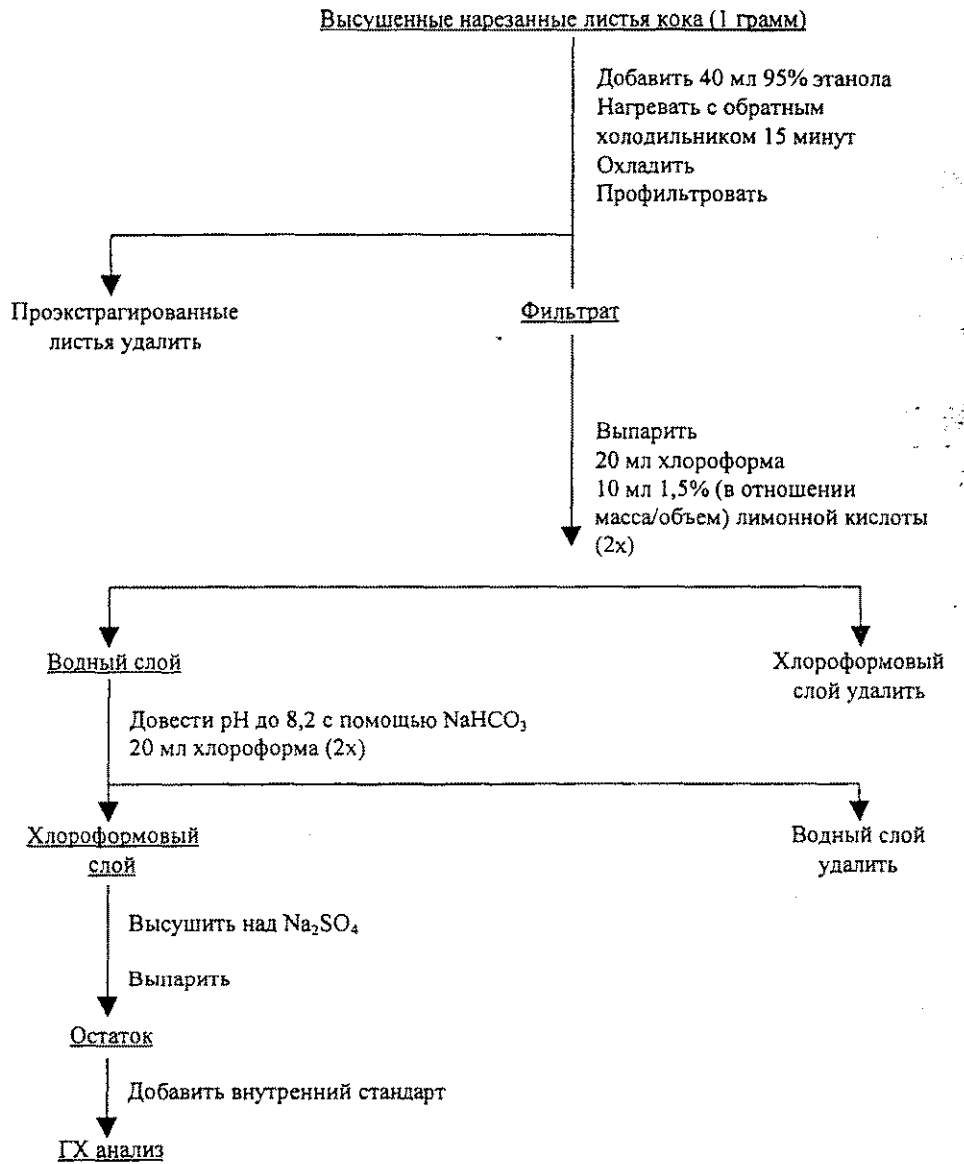 Высушенные нарезанные листья кока (1 грамм)
Добавить 40 мл 95% этанола
Нагревать с обратным
холодильником 15 минут
Охладить
Профильтровать
Проэкстрагированные
листья удалить
Фильтрат
Выпарить
20 мл хлороформа
10 мл 1,5% (в отношении
масса/объем) лимонной кислоты
(2x)
Водный слой
Хлороформовый
слой удалить
Довести pH до 8,2 с помощью NaHCO₃
20 мл хлороформа (2x)
Хлороформовый
слой
Водный слой
удалить
Высушить над Na₂SO₄
Выпарить
Остаток
Добавить внутренний стандарт
ГХ анализ